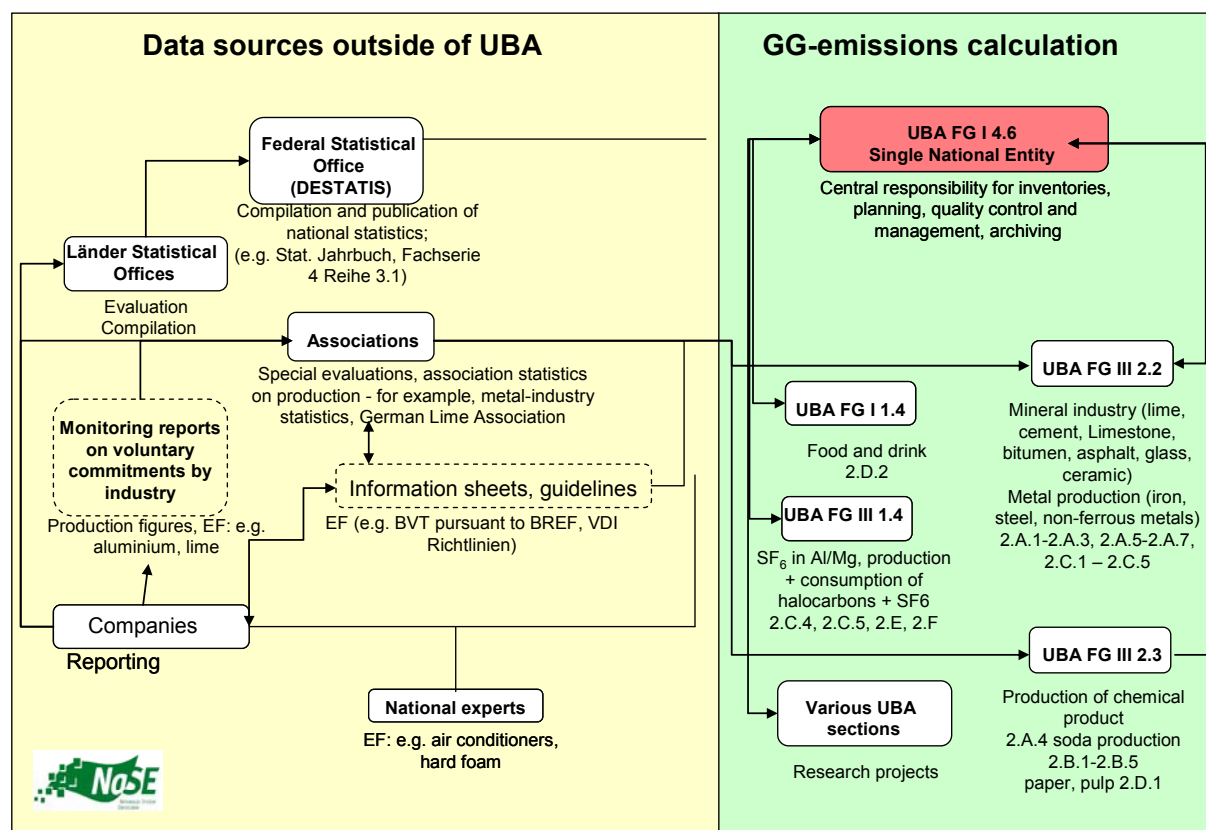 Data sources outside of UBA
Federal Statistical
Office
(DESTATIS)
Compilation and publication of
national statistics;
(e.g. Stat. Jahrbuch, Fachserie
4 Reihe 3.1)
Länder Statistical
Offices
Evaluation
Compilation
Associations
Special evaluations, association statistics
on production - for example, metal-industry
statistics, German Lime Association
Monitoring reports
on voluntary
commitments by
industry
Production figures, EF: e.g.
aluminium, lime
Information sheets, guidelines
EF (e.g. BVT pursuant to BREF, VDI
Richtlinien)
Companies
Reporting
National experts
EF: e.g. air conditioners,
hard foam
NaSE
GG-emissions calculation
UBA FG I 4.6
Single National Entity
Central responsibility for inventories,
planning, quality control and
management, archiving
UBA FG I 1.4
Food and drink
2.D.2
UBA FG III 1.4
SF6 in Al/Mg, production
+ consumption of
halocarbons + SF6
2.C.4, 2.C.5, 2.E, 2.F
Various UBA
sections
Research projects
UBA FG III 2.2
Mineral industry (lime,
cement, Limestone,
bitumen, asphalt, glass,
ceramic)
Metal production (iron,
steel, non-ferrous metals)
2.A.1-2.A.3, 2.A.5-2.A.7,
2.C.1 – 2.C.5
UBA FG III 2.3
Production of chemical
product
2.A.4 soda production
2.B.1-2.B.5
paper, pulp 2.D.1